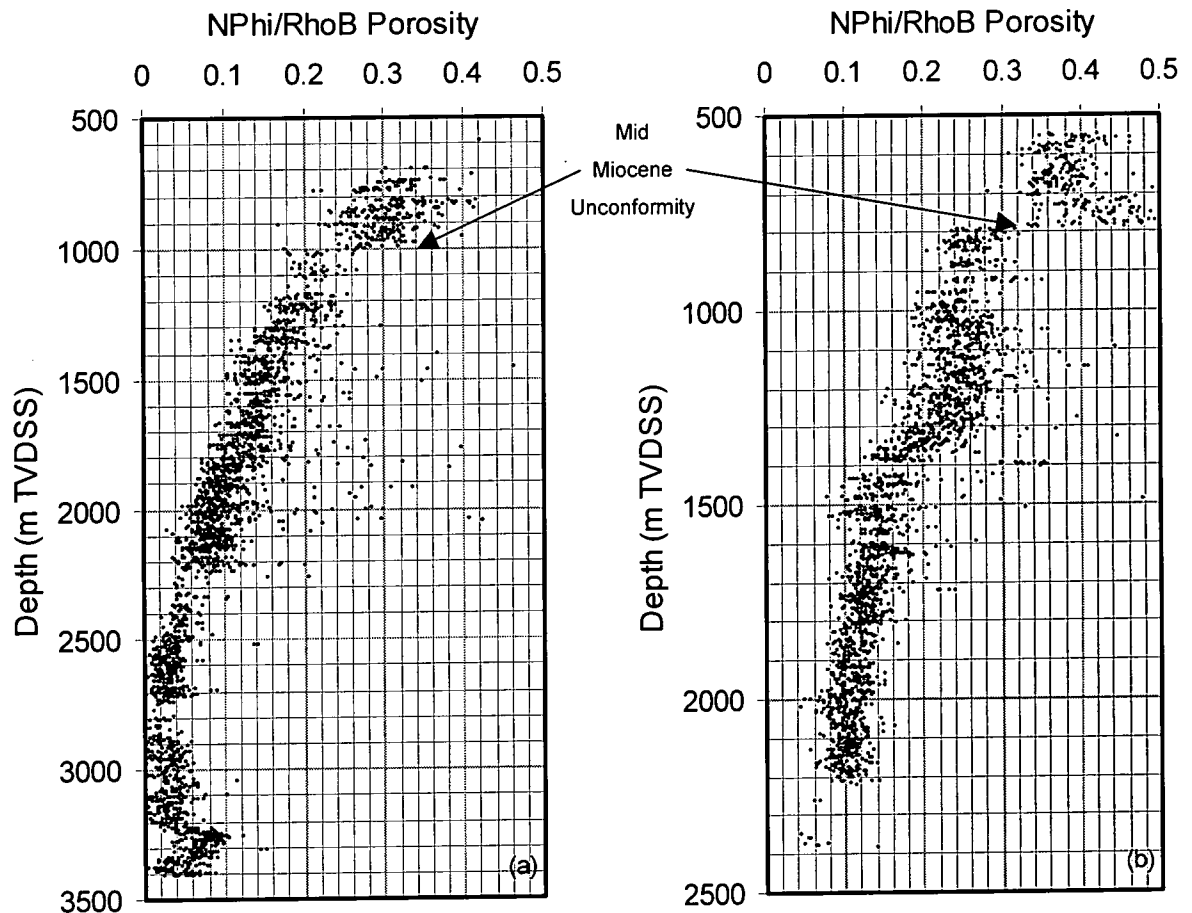 NPhi/RhoB Porosity
0 0.1 0.2 0.3 0.4 0.5
500
1000
1500
2000
2500
3000
3500
Depth (m TVDSS)
(a)
Mid
Miocene
Unconformity
NPhi/RhoB Porosity
0 0.1 0.2 0.3 0.4 0.5
500
1000
1500
2000
2500
Depth (m TVDSS)
(b)